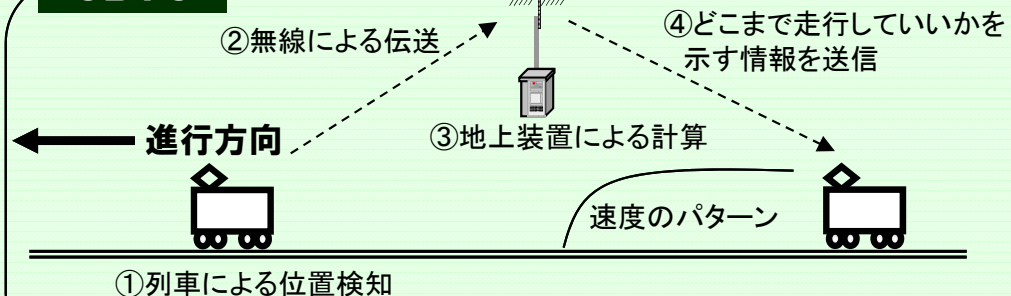 ②無線による伝送
④どこまで走行していいかを
示す情報を送信
進行方向
③地上装置による計算
速度のパターン
①列車による位置検知